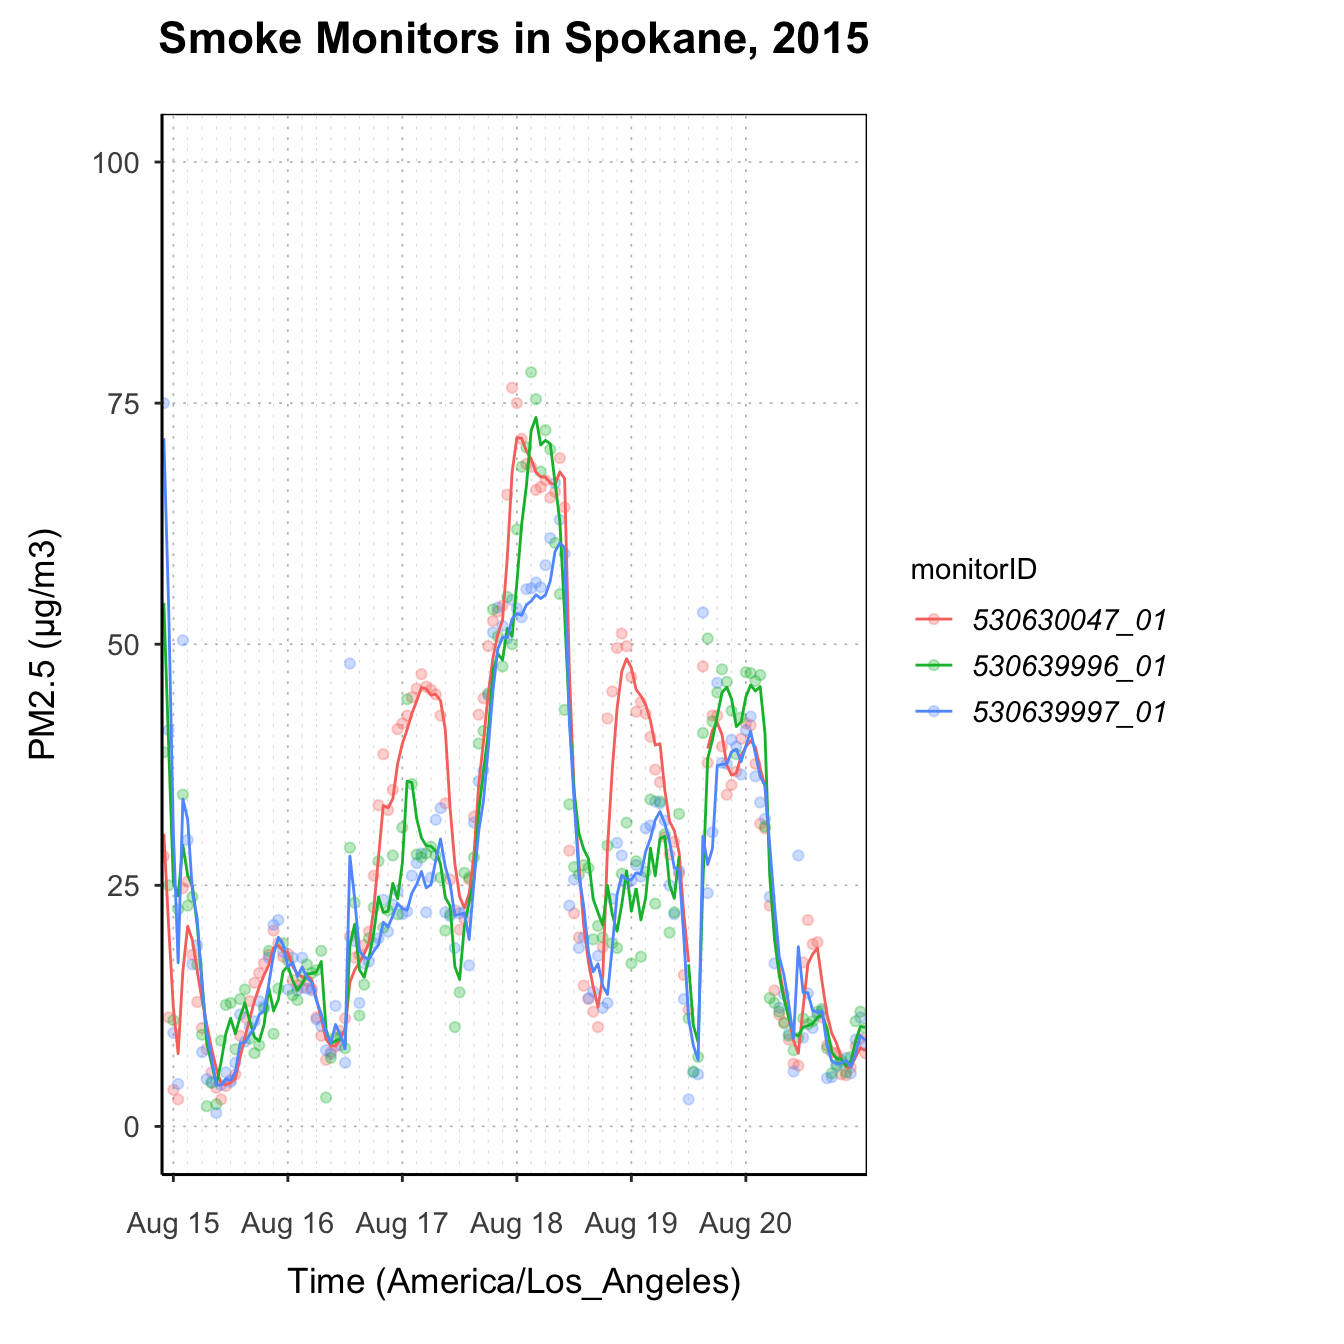 Smoke Monitors in Spokane, 2015
100
75
50
25
0
PM2.5 (µg/m3)
Aug 15 Aug 16 Aug 17 Aug 18 Aug 19 Aug 20
Time (America/Los_Angeles)
monitorID
530630047_01
530639996_01
530639997_01